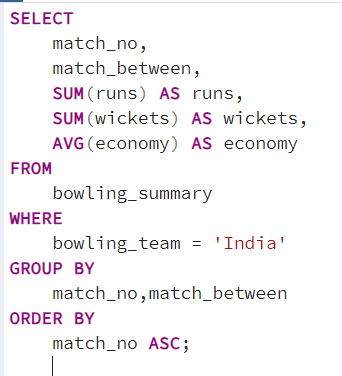 SELECT
    match_no,
    match_between,
    SUM(runs) AS runs,
    SUM(wickets) AS wickets,
    AVG(economy) AS economy
FROM
    bowling_summary
WHERE
    bowling_team = 'India'
GROUP BY
    match_no,match_between
ORDER BY
    match_no ASC;